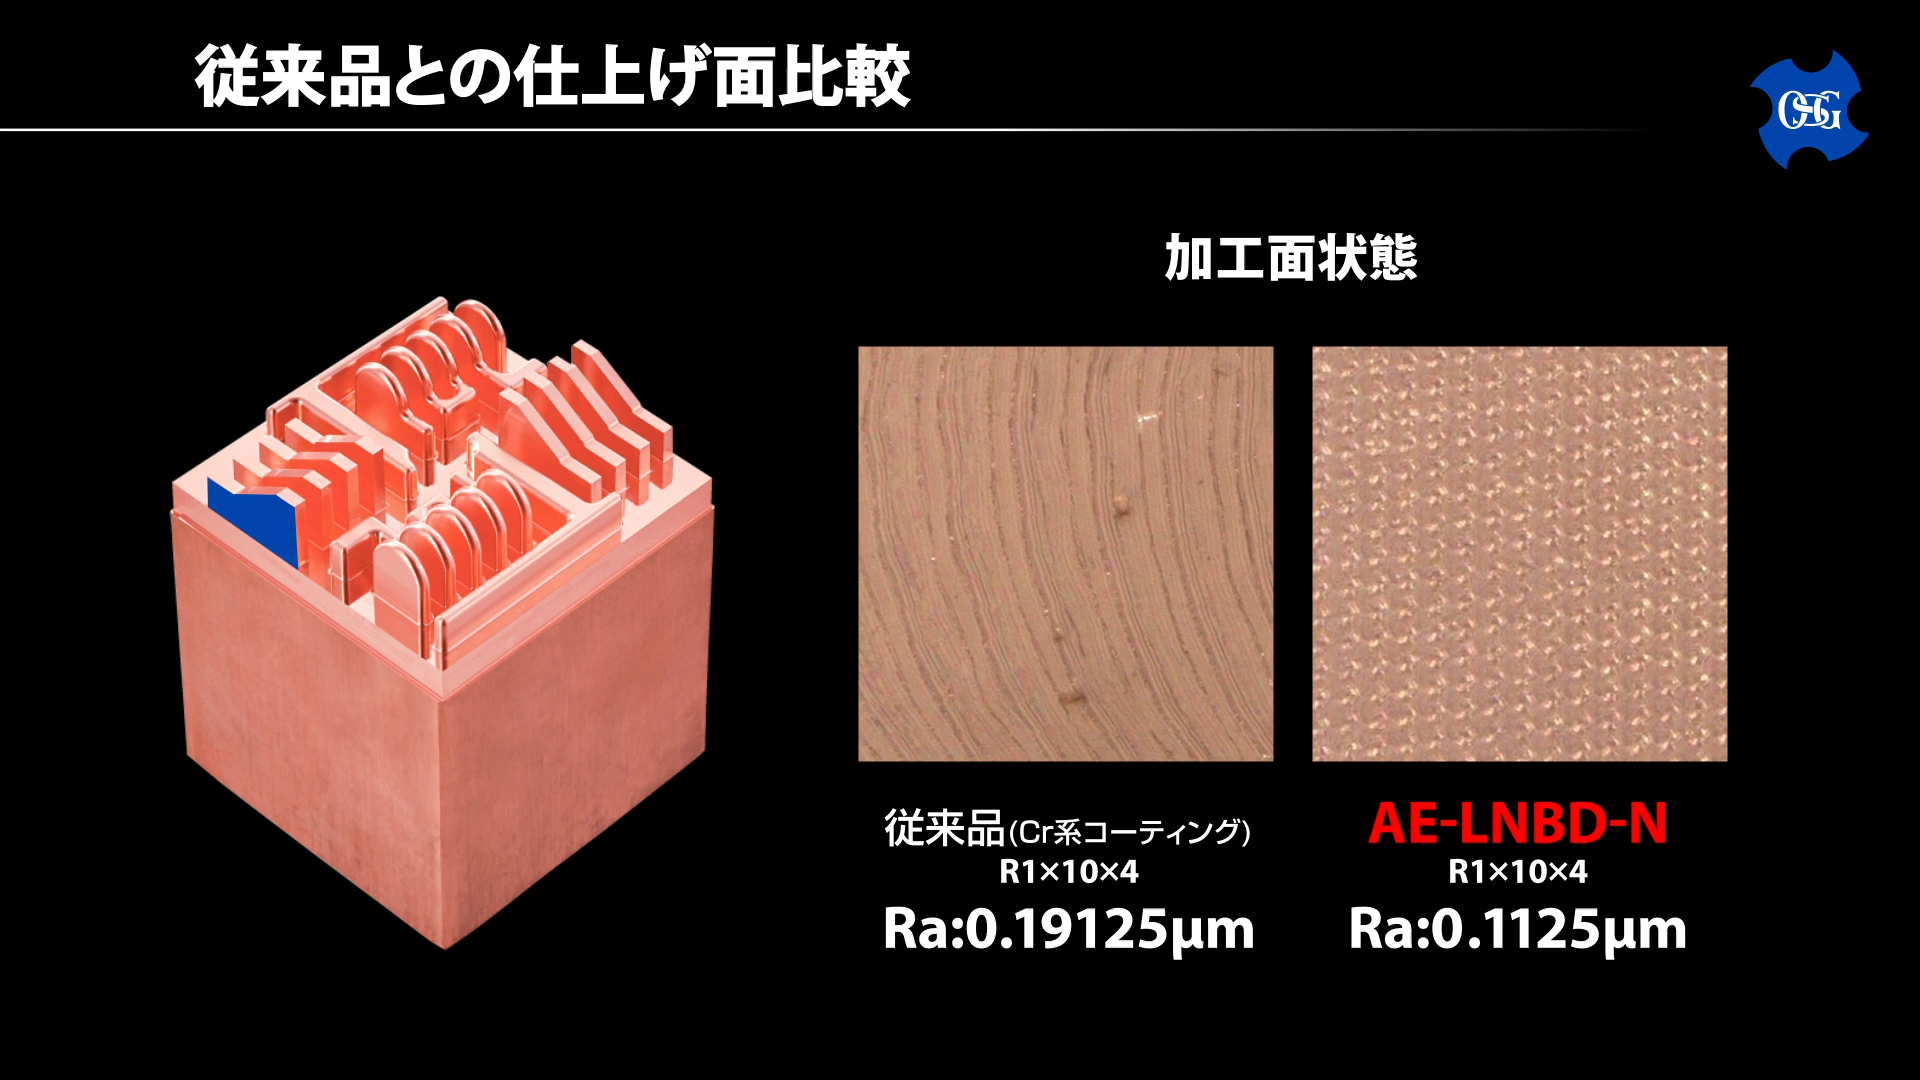 従来品との仕上げ面比較
OSG
加工面状態
従来品(Cr系コーティング)
R1×10×4
Ra:0.19125μm
AE-LNBD-N
R1×10×4
Ra:0.1125μm